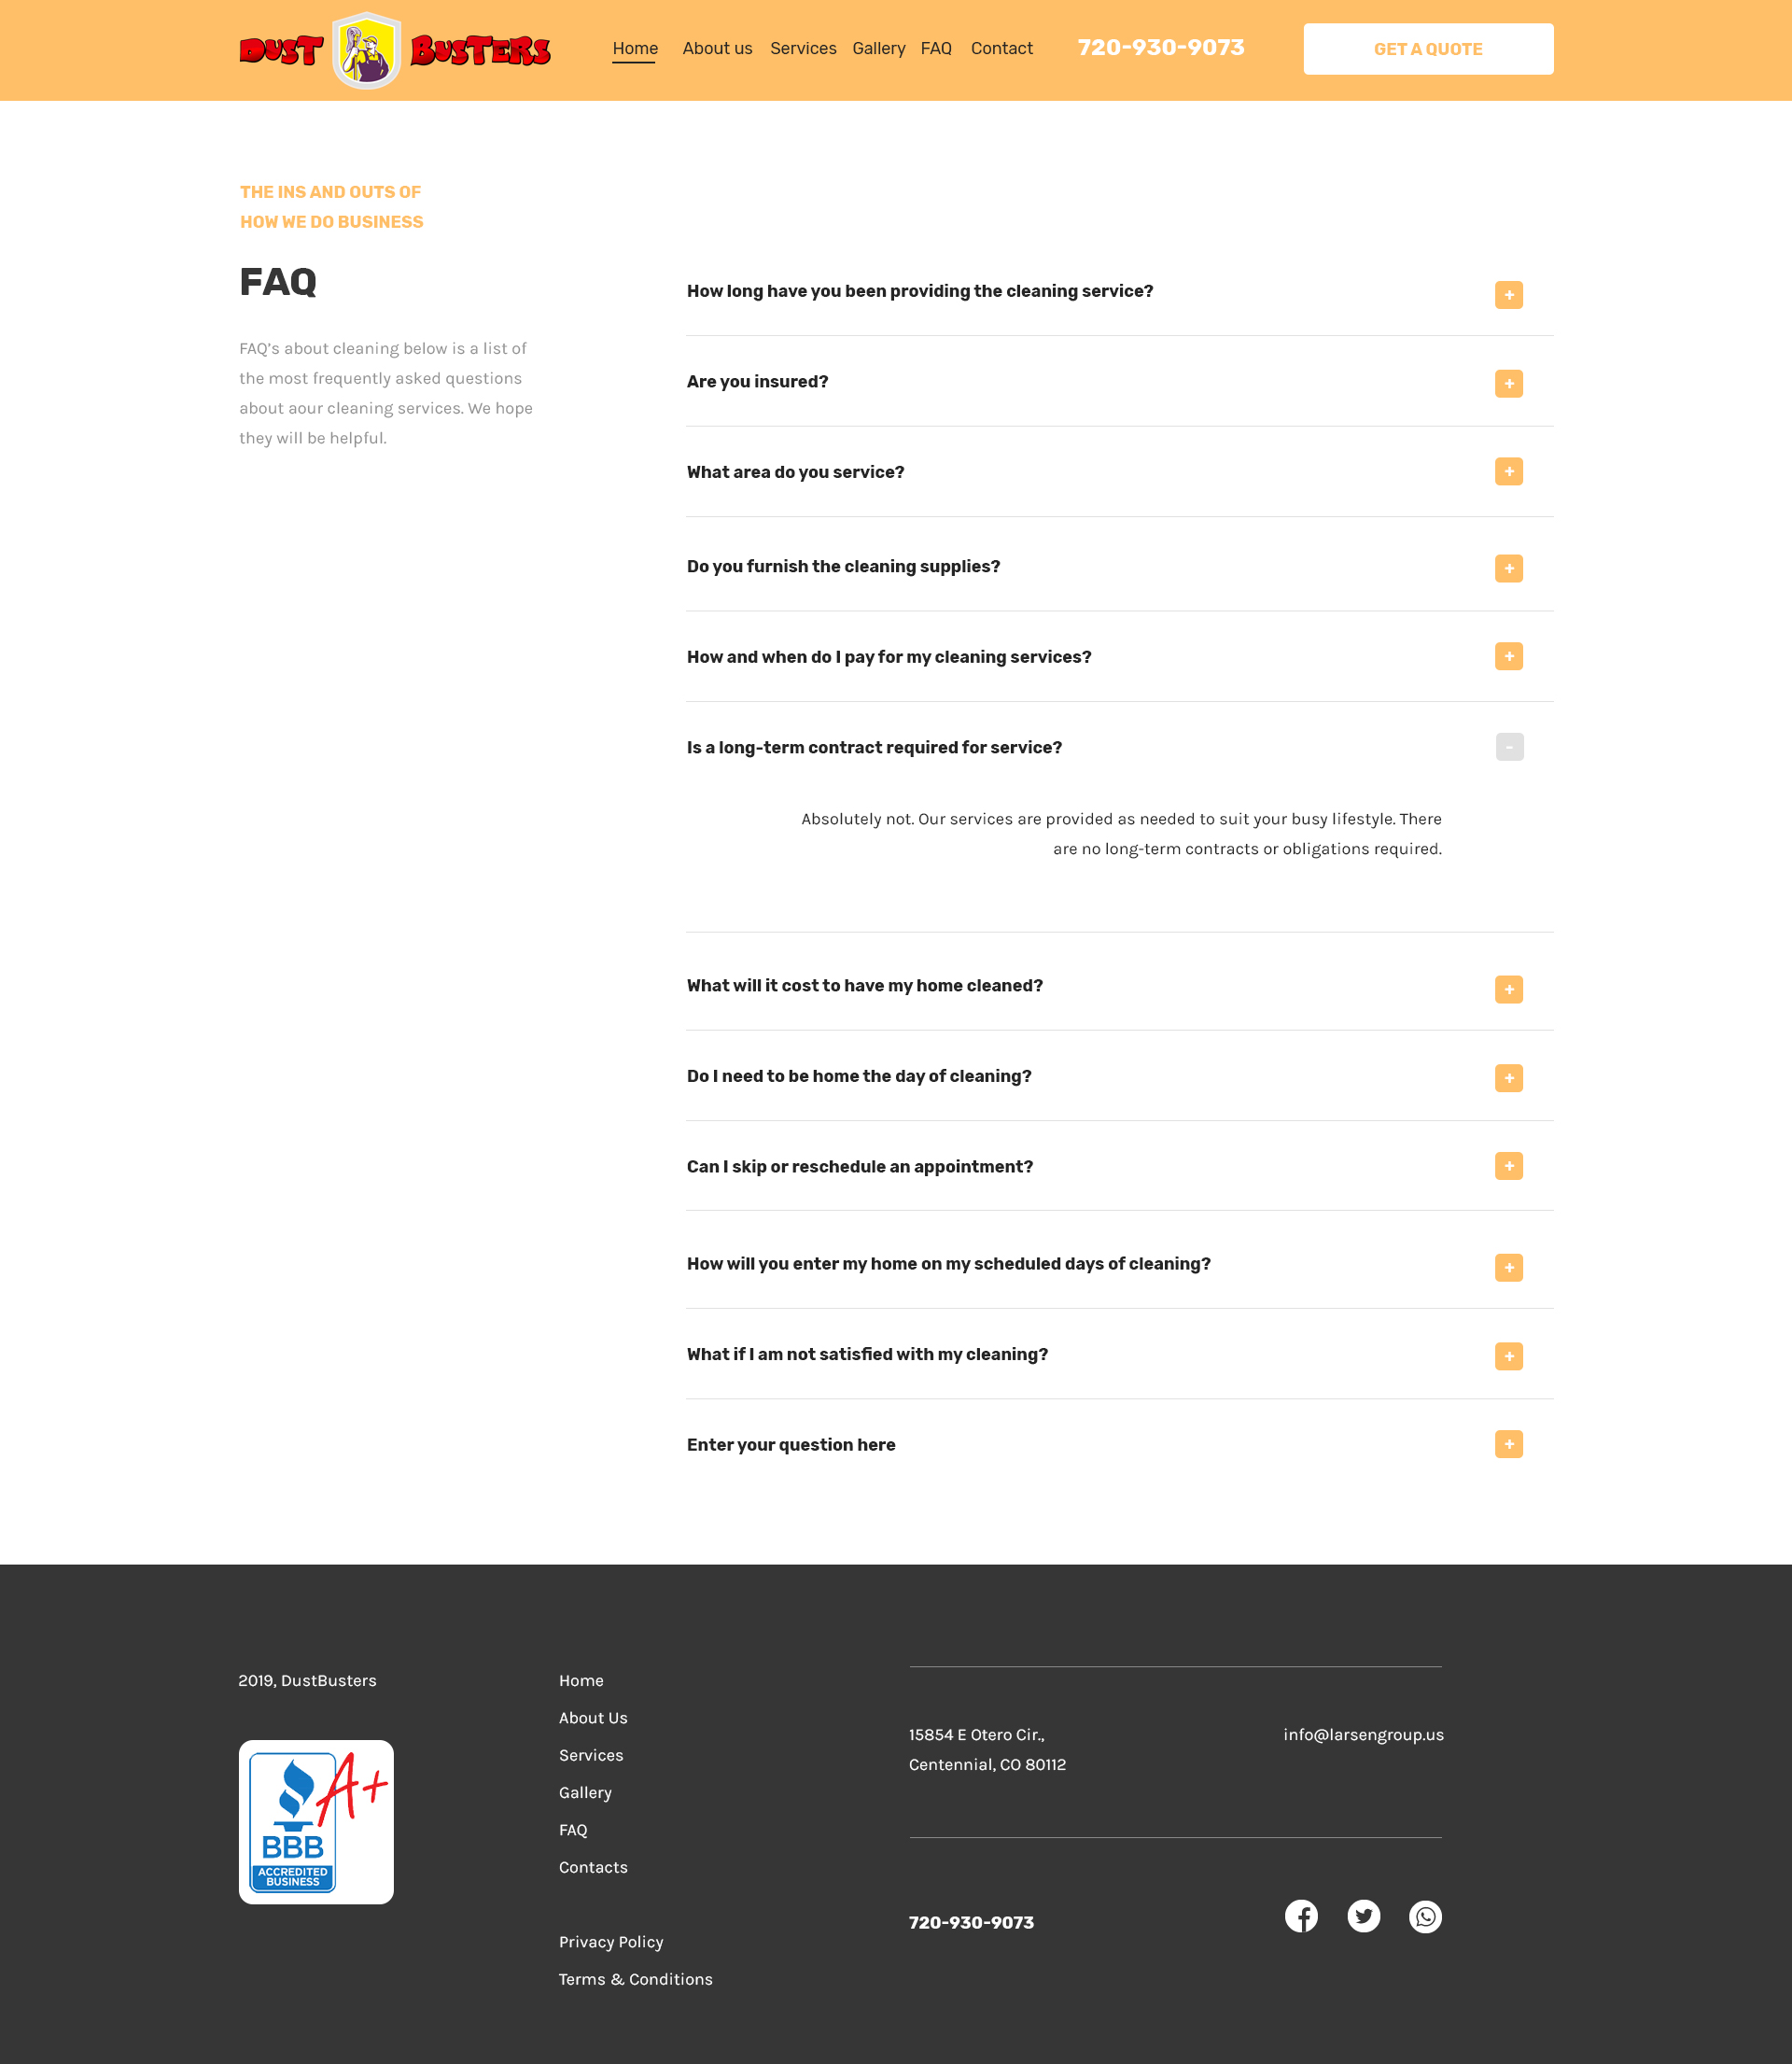 DUST BUSTERS
Home About us Services Gallery FAQ Contact 720-930-9073 GET A QUOTE
THE INS AND OUTS OF
HOW WE DO BUSINESS
FAQ
FAQ’s about cleaning below is a list of
the most frequently asked questions
about aour cleaning services. We hope
they will be helpful.
How long have you been providing the cleaning service? +
Are you insured? +
What area do you service? +
Do you furnish the cleaning supplies? +
How and when do I pay for my cleaning services? +
Is a long-term contract required for service? -
Absolutely not. Our services are provided as needed to suit your busy lifestyle. There
are no long-term contracts or obligations required.
What will it cost to have my home cleaned? +
Do I need to be home the day of cleaning? +
Can I skip or reschedule an appointment? +
How will you enter my home on my scheduled days of cleaning? +
What if I am not satisfied with my cleaning? +
Enter your question here +
2019, DustBusters
A+
BBB
ACCREDITED
BUSINESS
Home
About Us
Services
Gallery
FAQ
Contacts
Privacy Policy
Terms & Conditions
15854 E Otero Cir.,
Centennial, CO 80112
info@larsengroup.us
720-930-9073